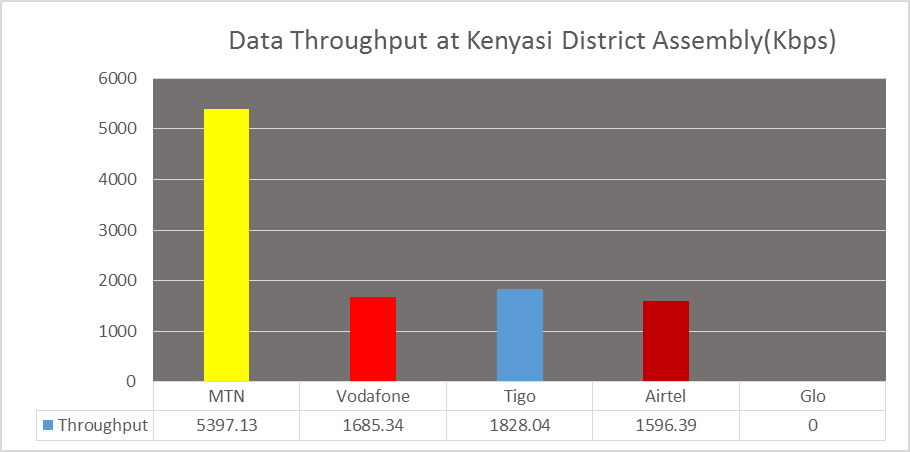 Data Throughput at Kenyasi District Assembly(Kbps)
6000
5000
4000
3000
2000
1000
0
MTN Vodafone Tigo Airtel Glo
Throughput 5397.13 1685.34 1828.04 1596.39 0